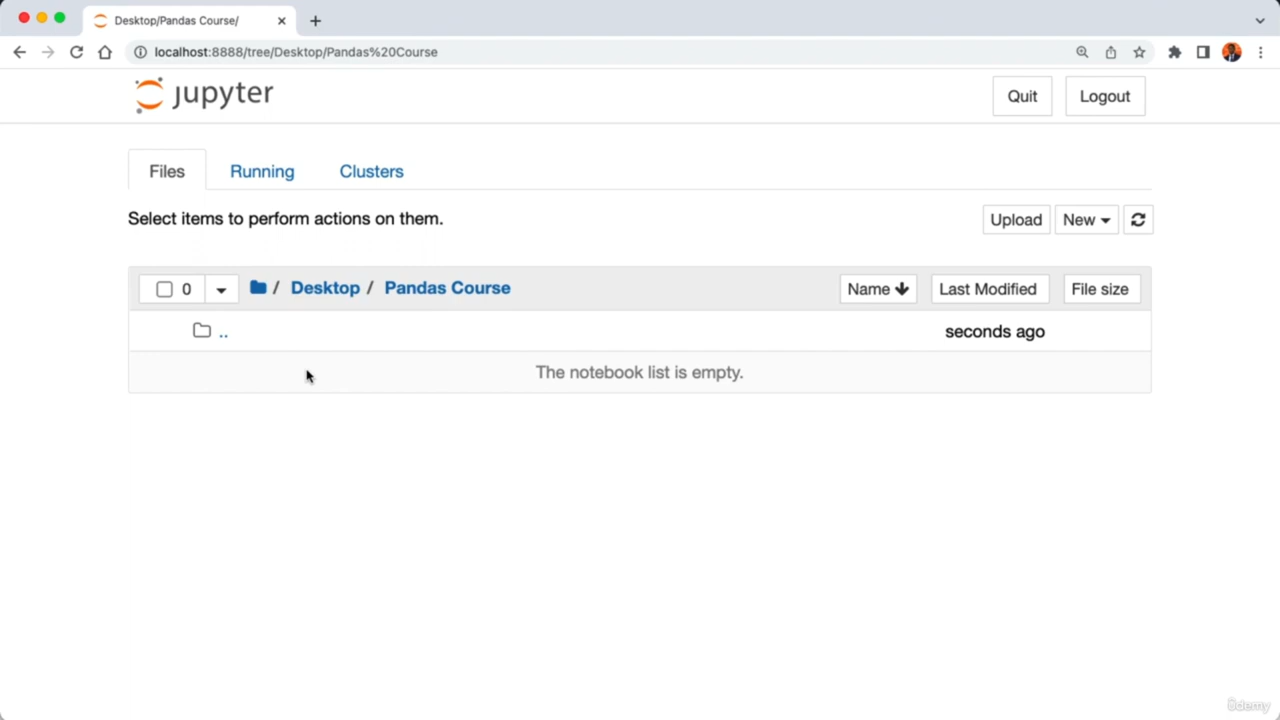 Desktop/Pandas Course/
localhost:8888/tree/Desktop/Pandas%20Course
jupyter
Quit
Logout
Files
Running
Clusters
Select items to perform actions on them.
Upload
New
0
/ Desktop / Pandas Course
Name
Last Modified
File size
..
seconds ago
The notebook list is empty.
ûdemy